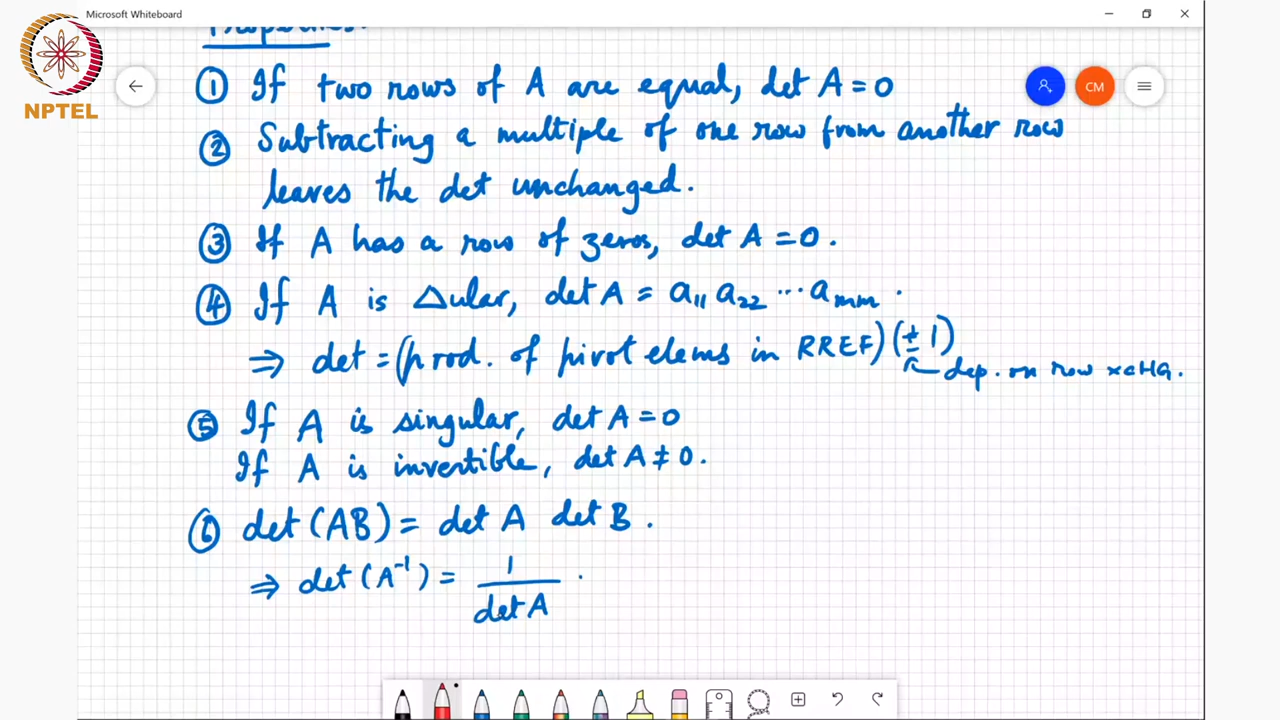 Microsoft Whiteboard
NPTEL
CM
Properties:
① If two rows of A are equal, det A = 0
② Subtracting a multiple of one row from another row
leaves the det unchanged.
③ If A has a row of zeros, det A = 0.
④ If A is Δular, det A = a₁₁ a₂₂ ... aₘₘ.
⇒ det = (prod. of pivot elems in RREF) (± 1)
dep. on row xcHG.
⑤ If A is singular, det A = 0
If A is invertible, det A ≠ 0.
⑥ det (AB) = det A det B.
⇒ det (A⁻¹) = 1 / det A.